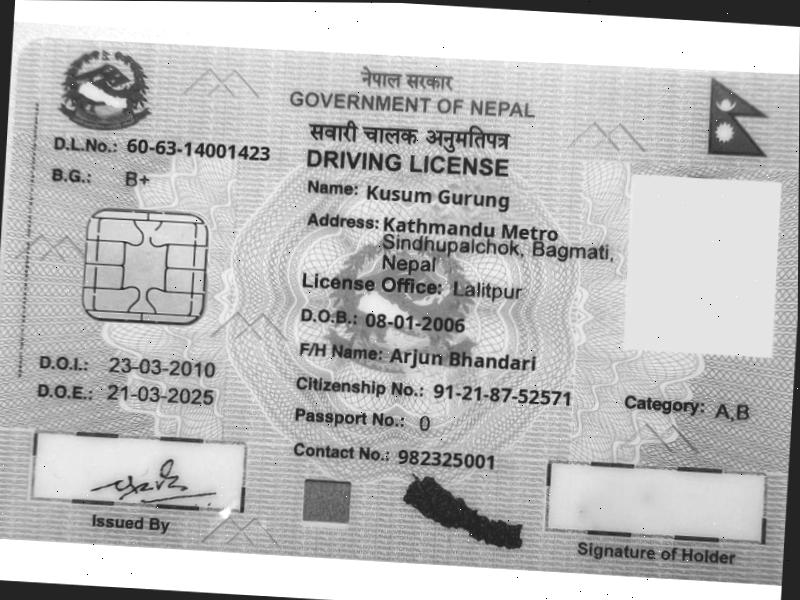 नेपाल सरकार
GOVERNMENT OF NEPAL
सवारी चालक अनुमतिपत्र
DRIVING LICENSE
D.L.No.: 60-63-14001423
B.G.: B+
Name: Kusum Gurung
Address: Kathmandu Metro
Sindhupalchok, Bagmati,
Nepal
License Office: Lalitpur
D.O.B.: 08-01-2006
F/H Name: Arjun Bhandari
D.O.I.: 23-03-2010
D.O.E.: 21-03-2025
Citizenship No.: 91-21-87-52571
Category: A,B
Passport No.: 0
Contact No.: 982325001
Issued By
Signature of Holder